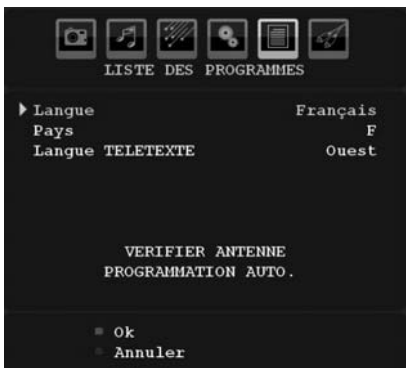 LISTE DES PROGRAMMES
Langue Français
Pays F
Langue TELETEXTE Ouest
VERIFIER ANTENNE
PROGRAMMATION AUTO.
Ok
Annuler